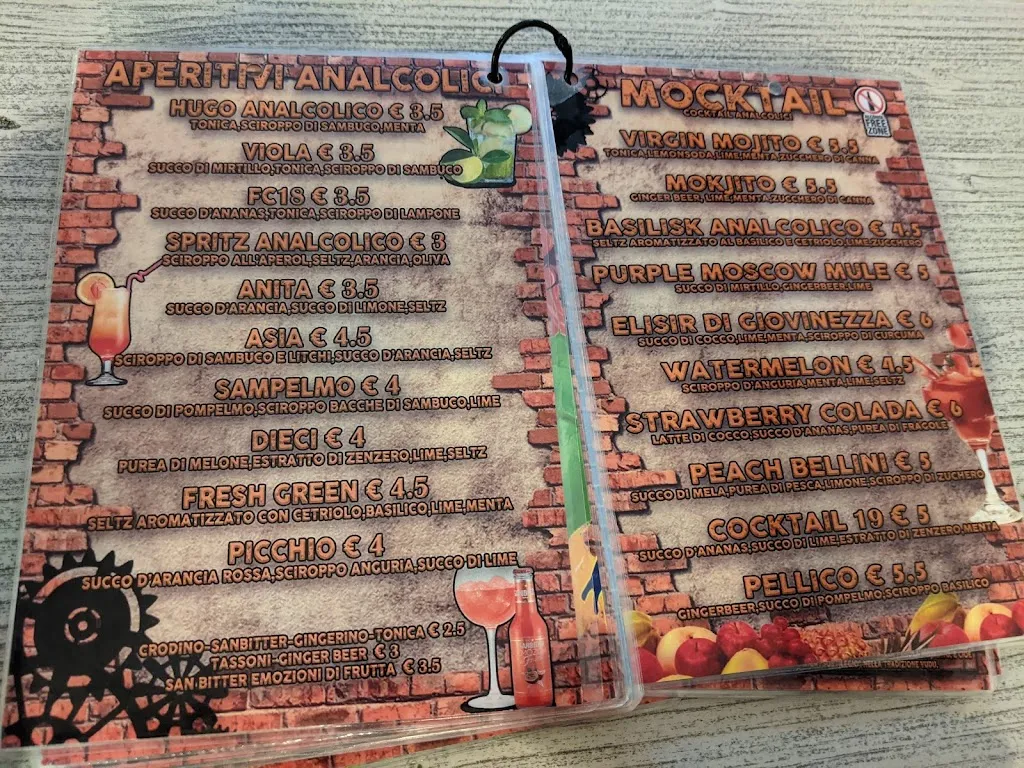 APERITIVI ANALCOLICI
HUGO ANALCOLICO € 3.5
TONICA,SCIROPPO DI SAMBUCO,MENTA
VIOLA € 3.5
SUCCO DI MIRTILLO,TONICA,SCIROPPO DI SAMBUCO
FC18 € 3.5
SUCCO D'ANANAS,TONICA,SCIROPPO DI LAMPONE
SPRITZ ANALCOLICO € 3
SCIROPPO ALL'APEROL,SELTZ,ARANCIA,OLIVA
ANITA € 3.5
SUCCO D'ARANCIA,SUCCO DI LIMONE,SELTZ
ASIA € 4.5
SCIROPPO DI SAMBUCO E LITCHI,SUCCO D'ARANCIA,SELTZ
SAMPELMO € 4
SUCCO DI POMPELMO,SCIROPPO BACCHE DI SAMBUCO,LIME
DIECI € 4
PUREA DI MELONE,ESTRATTO DI ZENZERO,LIME,SELTZ
FRESH GREEN € 4.5
SELTZ AROMATIZZATO CON CETRIOLO,BASILICO,LIME,MENTA
PICCHIO € 4
SUCCO D'ARANCIA ROSSA,SCIROPPO ANGURIA,SUCCO DI LIME
CRODINO-SANBITTER-GINGERINO-TONICA € 2.5
TASSONI-GINGER BEER € 3
SAN BITTER EMOZIONI DI FRUTTA € 3.5
MOCKTAIL
COCKTAIL ANALCOLICI
FREE
ZONE
VIRGIN MOJITO € 5.5
TONICA,LEMONSODA,LIME,MENTA,ZUCCHERO DI CANNA
MOKJITO € 5.5
GINGER BEER, LIME,MENTA,ZUCCHERO DI CANNA
BASILISK ANALCOLICO € 4.5
SELTZ AROMATIZZATO AL BASILICO E CETRIOLO,LIME,ZUCCHERO
PURPLE MOSCOW MULE € 5
SUCCO DI MIRTILLO,GINGERBEER,LIME
ELISIR DI GIOVINEZZA € 6
SUCCO DI COCCO,LIME,MENTA,SCIROPPO DI CURCUMA
WATERMELON € 4.5
SCIROPPO D'ANGURIA,MENTA,LIME,SELTZ
STRAWBERRY COLADA € 6
LATTE DI COCCO,SUCCO D'ANANAS,PUREA DI FRAGOLE
PEACH BELLINI € 5
SUCCO DI MELA,PUREA DI PESCA,LIMONE,SCIROPPO DI ZUCCHERO
COCKTAIL 19 € 5
SUCCO D'ANANAS,SUCCO DI LIME,ESTRATTO DI ZENZERO,MENTA
PELLICO € 5.5
GINGERBEER,SUCCO DI POMPELMO,SCIROPPO BASILICO
NELLA TRADIZIONE VUDU.